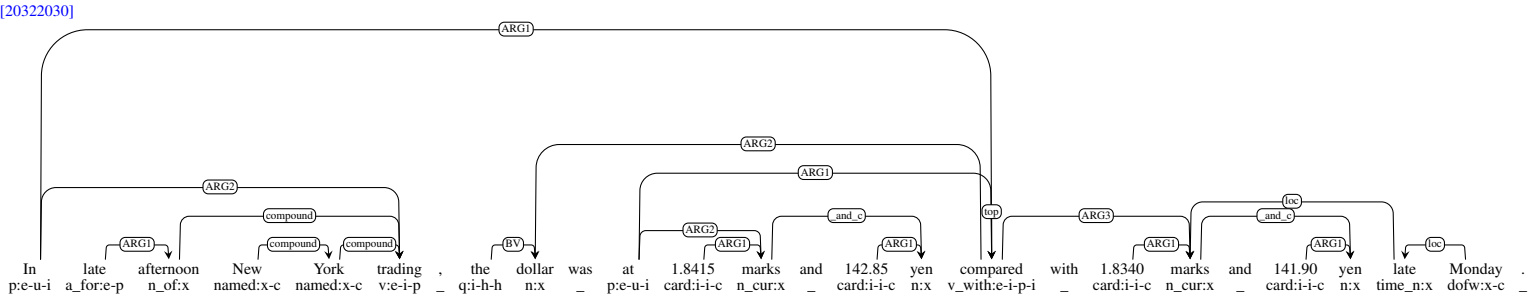 [20322030]
ARG1
ARG2
ARG1
ARG2
top
loc
compound
ARG2
_and_c
ARG3
_and_c
ARG1
compound
compound
BV
ARG1
ARG1
ARG1
ARG1
loc
In late afternoon New York trading , the dollar was at 1.8415 marks and 142.85 yen compared with 1.8340 marks and 141.90 yen late Monday .
p:e-u-i a_for:e-p n_of:x named:x-c named:x-c v:e-i-p _ q:i-h-h n:x _ p:e-u-i card:i-i-c n_cur:x _ card:i-i-c n:x v_with:e-i-p-i _ card:i-i-c n_cur:x _ card:i-i-c n:x time_n:x dofw:x-c _